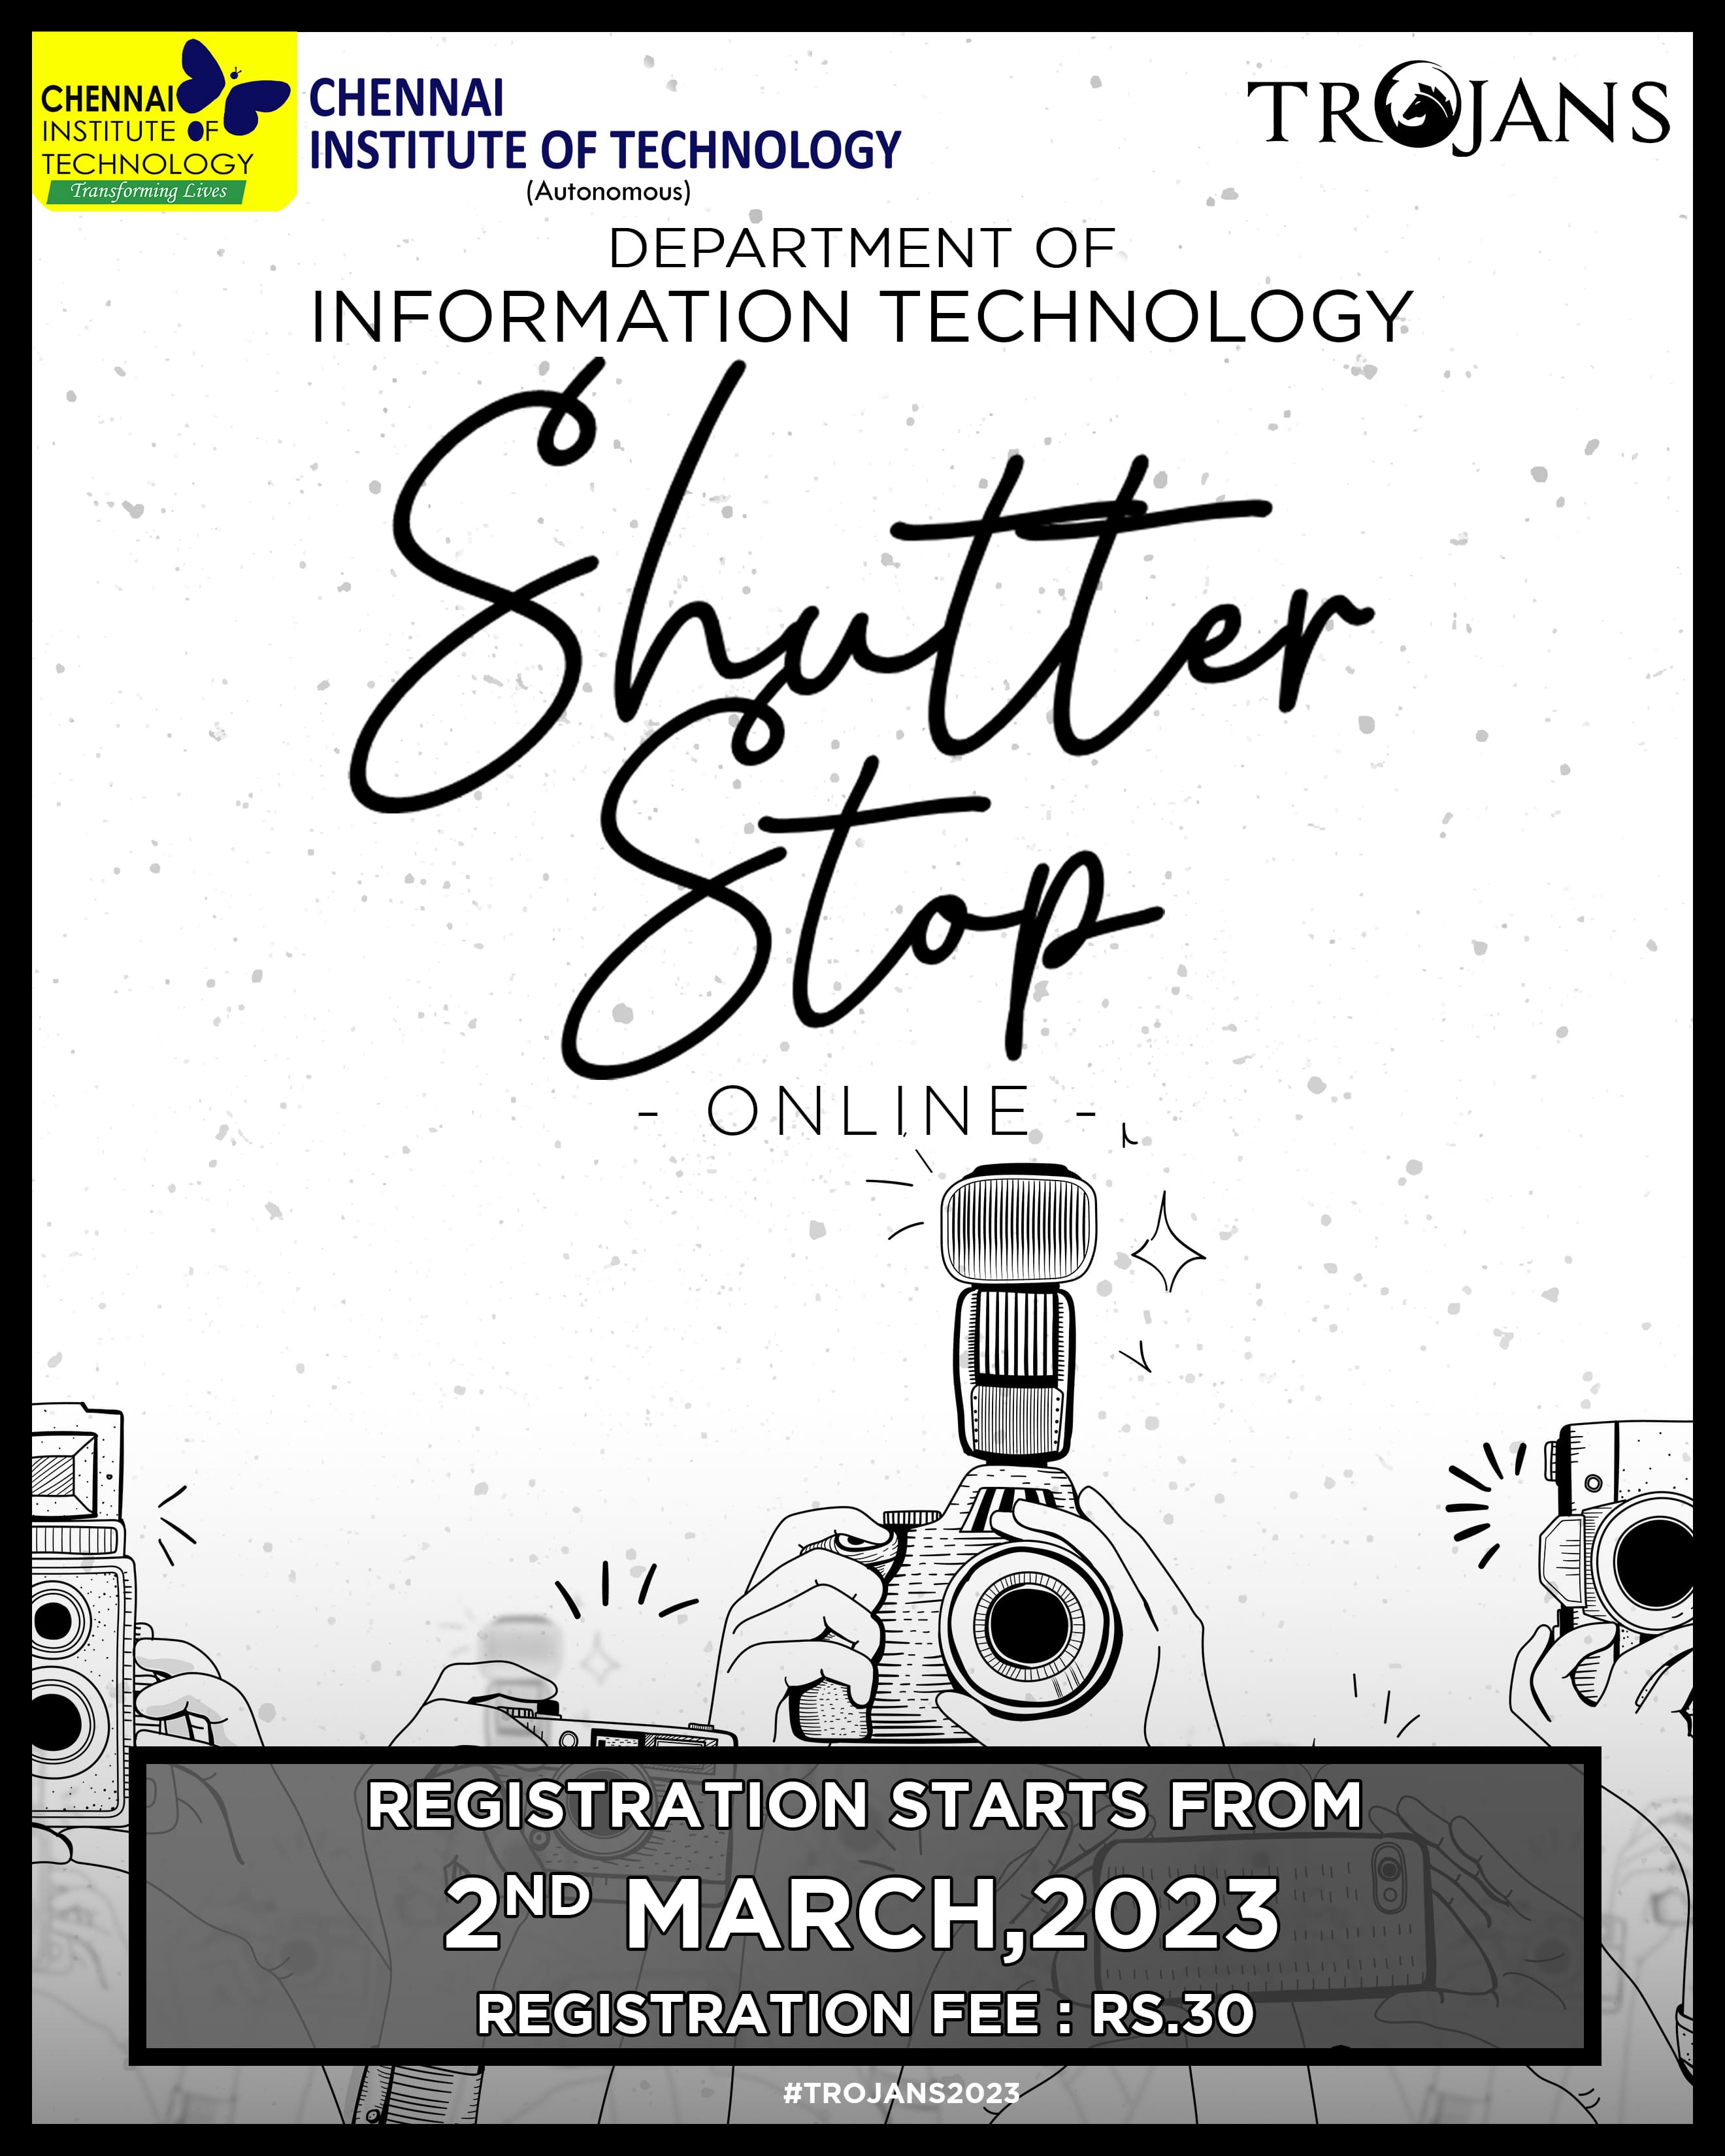 CHENNAI
INSTITUTE OF
TECHNOLOGY
Transforming Lives
CHENNAI
INSTITUTE OF TECHNOLOGY
(Autonomous)
TROJANS
DEPARTMENT OF
INFORMATION TECHNOLOGY
Shutter
Stop
- ONLINE -
REGISTRATION STARTS FROM
2ND MARCH,2023
REGISTRATION FEE : RS.30
#TROJANS2023